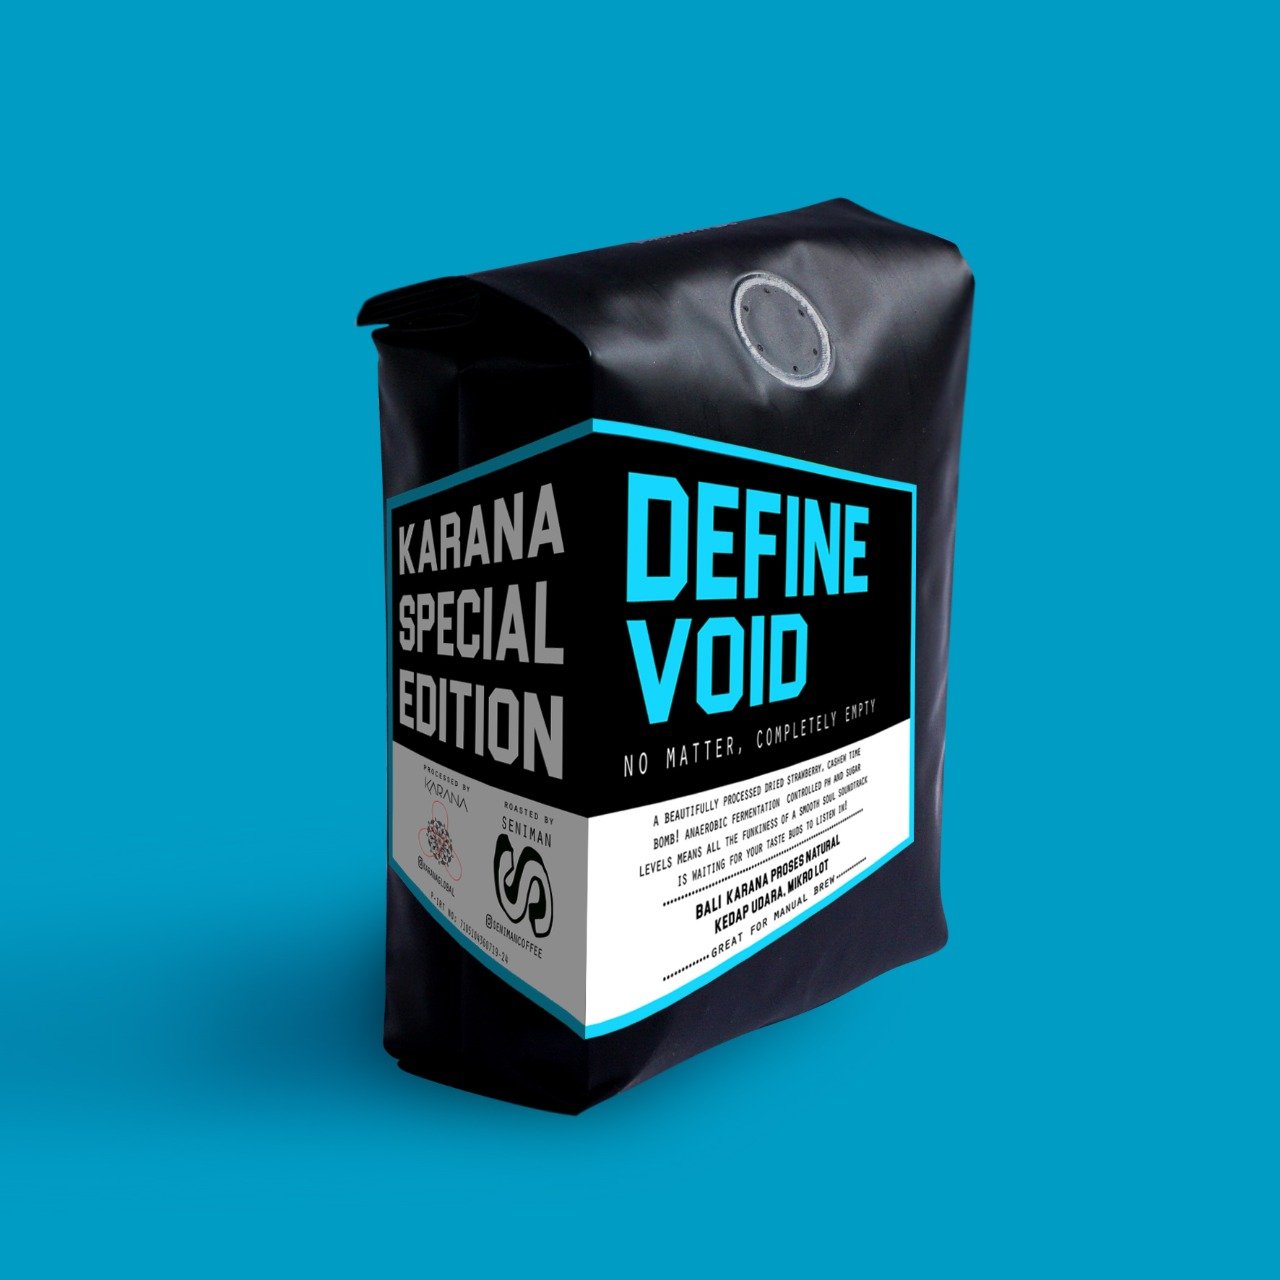 KARANA
SPECIAL
EDITION
PROCESSED BY
KARANA
@KARANAGLOBAL
ROASTED BY
SENIMAN
@SENIMANCOFFEE
P-IRT NO:
DEFINE
VOID
NO MATTER, COMPLETELY EMPTY
A BEAUTIFULLY PROCESSED DRIED STRAWBERRY, CASHEW TIME
BOMB! ANAEROBIC FERMENTATION CONTROLLED PH AND SUGAR
LEVELS MEANS ALL THE FUNKINESS OF A SMOOTH SOUL SOUNDTRACK
IS WAITING FOR YOUR TASTE BUDS TO LISTEN IN!
BALI KARANA PROSES NATURAL
KEDAP UDARA, MIKRO LOT
GREAT FOR MANUAL BREW